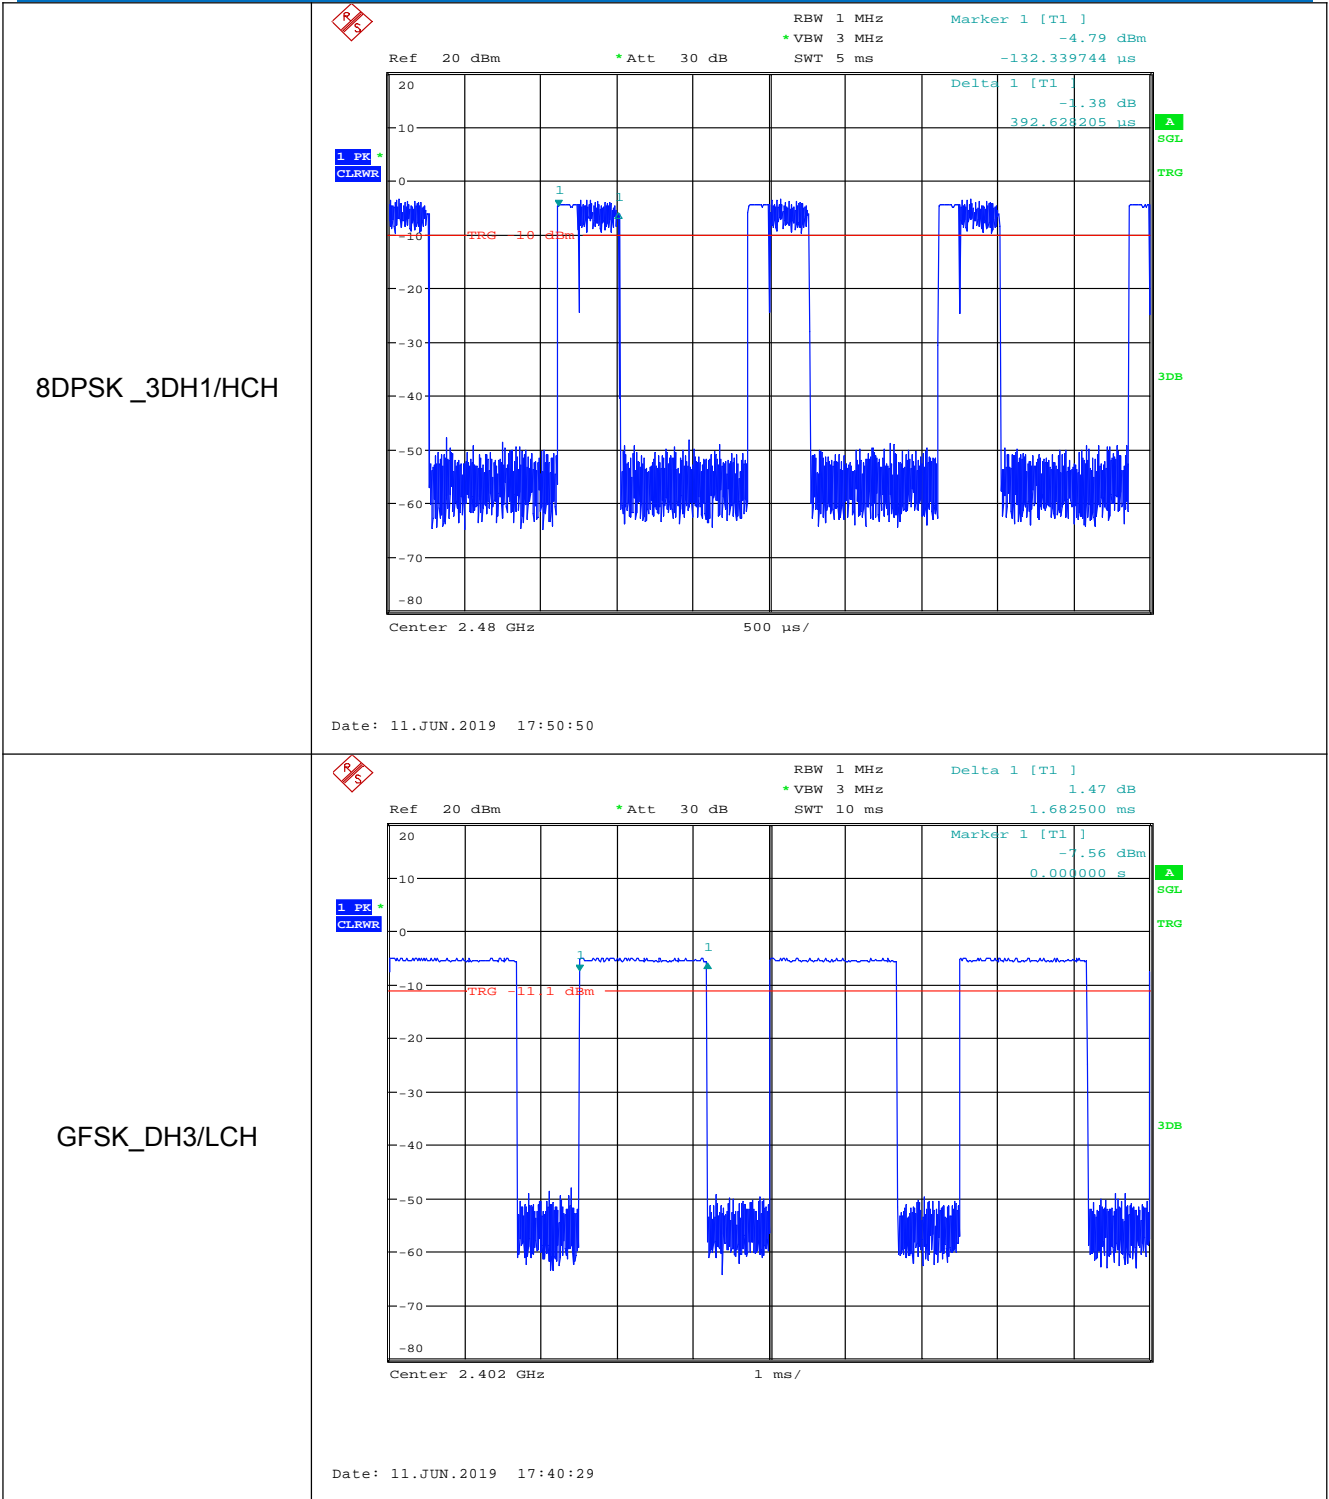 8DPSK _3DH1/HCH
R S
RBW 1 MHz
Marker 1 [T1 ]
*VBW 3 MHz
-4.79 dBm
Ref 20 dBm
*Att 30 dB
SWT 5 ms
-132.339744 µs
Delta 1 [T1 ]
-1.38 dB
392.628205 µs
A
SGL
TRG
3DB
1 PK *
CLRWR
20
10
0
-10
-20
-30
-40
-50
-60
-70
-80
1
1
TRG -10 dBm
Center 2.48 GHz
500 µs/
Date: 11.JUN.2019 17:50:50
GFSK_DH3/LCH
R S
RBW 1 MHz
Delta 1 [T1 ]
*VBW 3 MHz
1.47 dB
Ref 20 dBm
*Att 30 dB
SWT 10 ms
1.682500 ms
Marker 1 [T1 ]
-7.56 dBm
0.000000 s
A
SGL
TRG
3DB
1 PK *
CLRWR
20
10
0
-10
-20
-30
-40
-50
-60
-70
-80
1
1
TRG -11.1 dBm
Center 2.402 GHz
1 ms/
Date: 11.JUN.2019 17:40:29